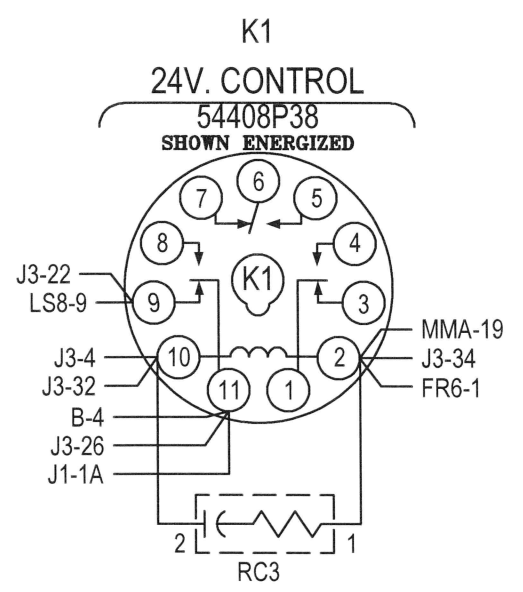 K1
24V. CONTROL
54408P38
SHOWN ENERGIZED
6
7
5
8
4
J3-22
K1
LS8-9
9
3
MMA-19
J3-4
10
2
J3-34
J3-32
11
1
FR6-1
B-4
J3-26
J1-1A
2
1
RC3